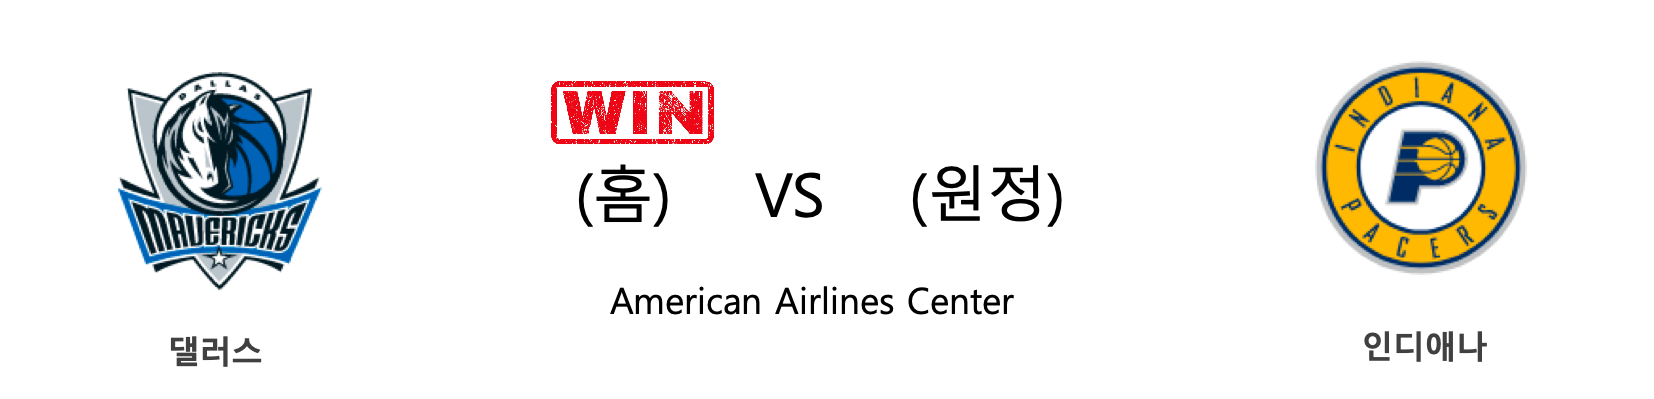 DALLAS
MAVERICKS
댈러스
WIN
(홈) VS (원정)
American Airlines Center
INDIANA
PACERS
P
인디애나